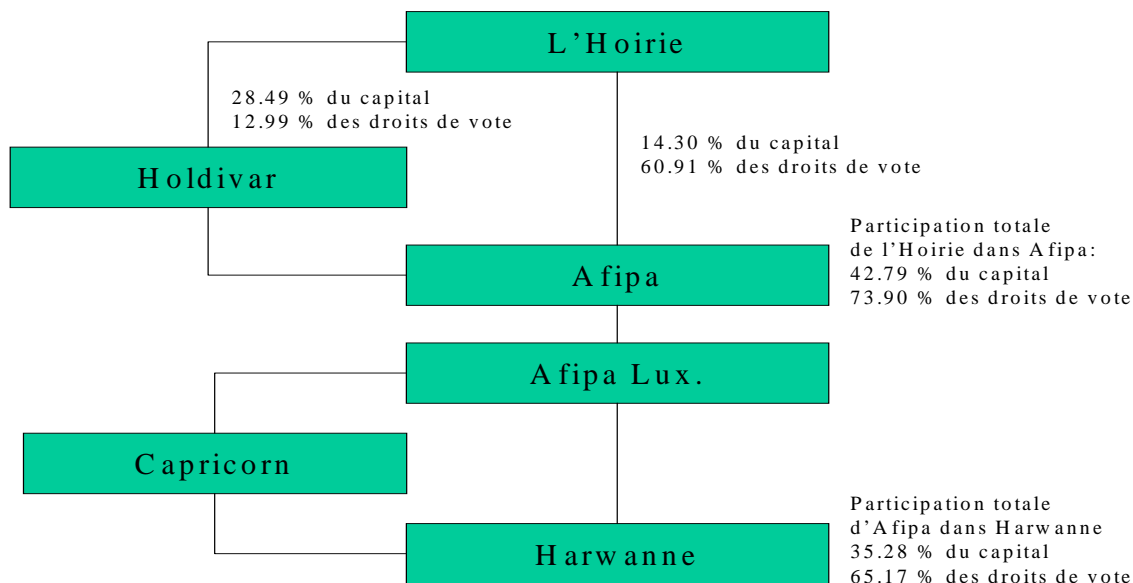 L’Hoirie
28.49 % du capital
12.99 % des droits de vote
14.30 % du capital
60.91 % des droits de vote
Holdivar
Participation totale
de l’Hoirie dans Afipa:
42.79 % du capital
73.90 % des droits de vote
Afipa
Afipa Lux.
Capricorn
Participation totale
d’Afipa dans Harwanne
35.28 % du capital
65.17 % des droits de vote
Harwanne